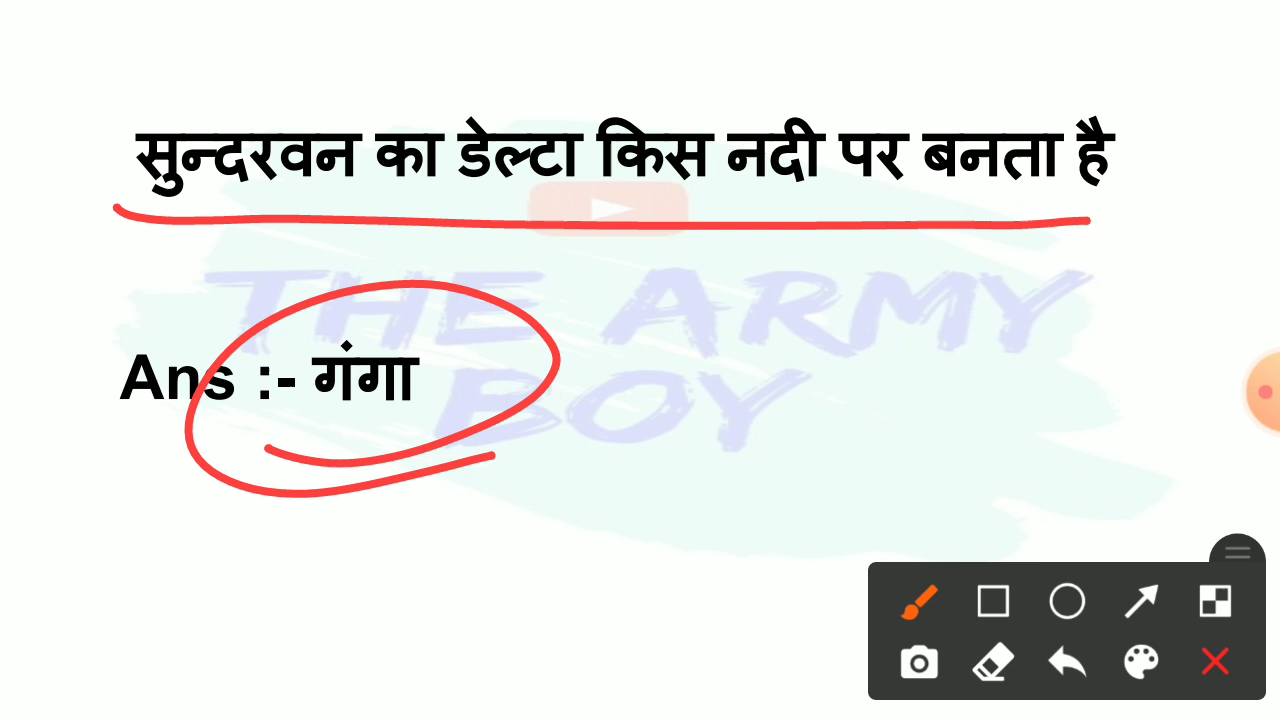 सुन्दरवन का डेल्टा किस नदी पर बनता है
THE ARMY
BOY
Ans :- गंगा